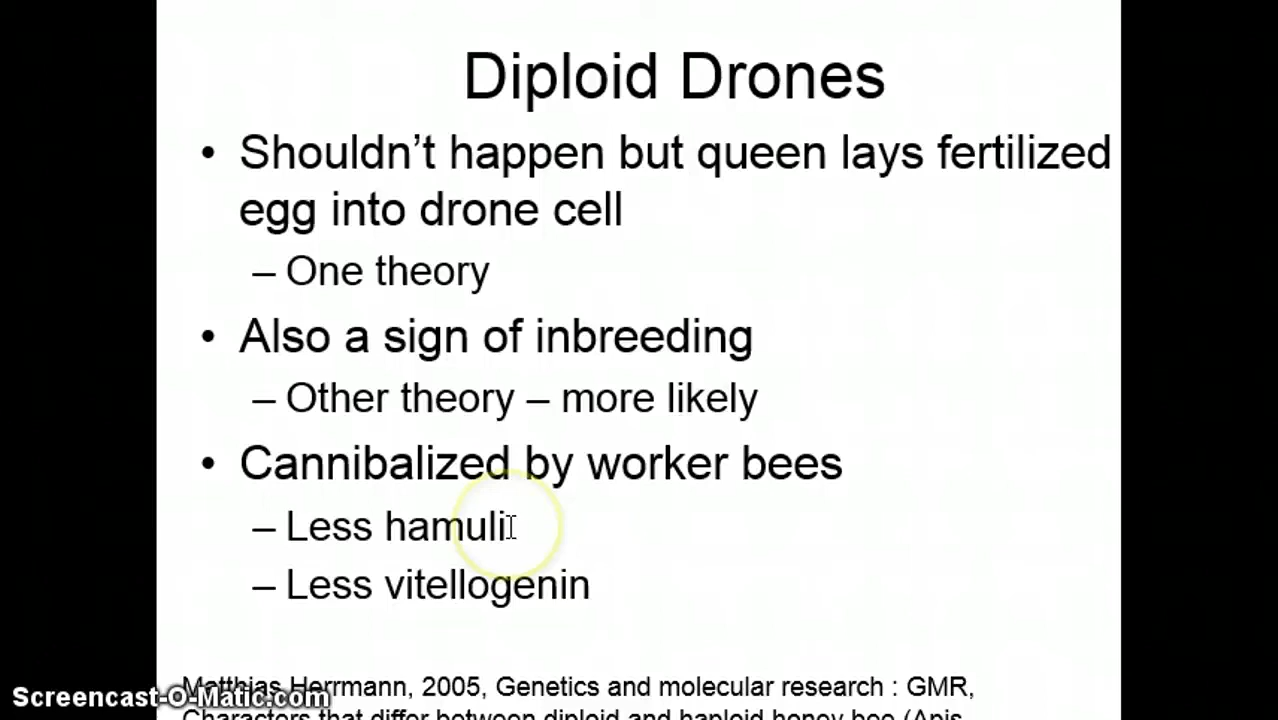 Diploid Drones
• Shouldn't happen but queen lays fertilized
egg into drone cell
– One theory
• Also a sign of inbreeding
– Other theory – more likely
• Cannibalized by worker bees
– Less hamuli
– Less vitellogenin
Matthias Herrmann, 2005, Genetics and molecular research : GMR,
Screencast-O-Matic.com
Characters that differ between diploid and haploid honey bee (Apis